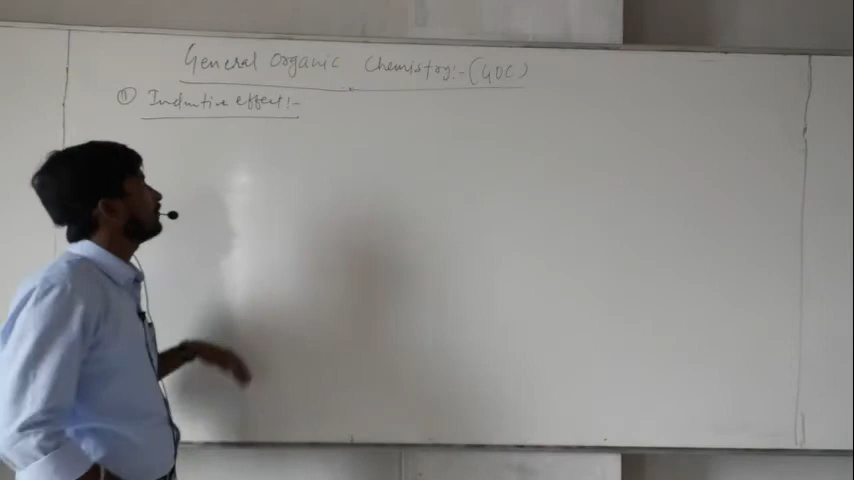 General Organic Chemistry:-(GOC)
① Inductive effect:-